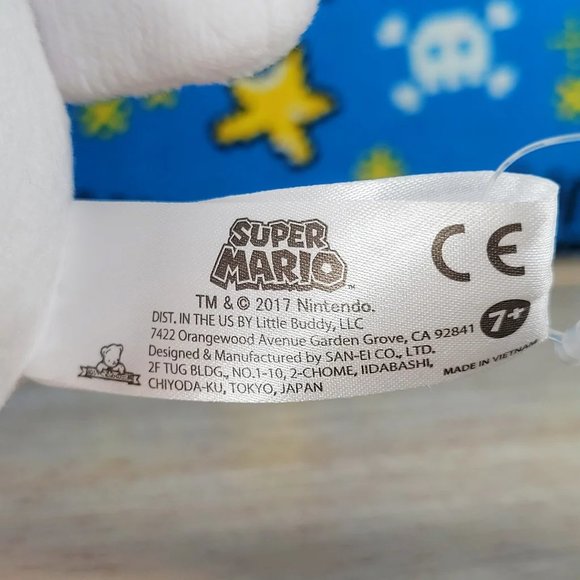 SUPER
MARIO™
CE
TM & © 2017 Nintendo.
DIST. IN THE US BY Little Buddy, LLC
7422 Orangewood Avenue Garden Grove, CA 92841
7+
Designed & Manufactured by SAN-EI CO., LTD.
2F TUG BLDG., NO.1-10, 2-CHOME, IIDABASHI,
CHIYODA-KU, TOKYO, JAPAN
MADE IN VIETNAM